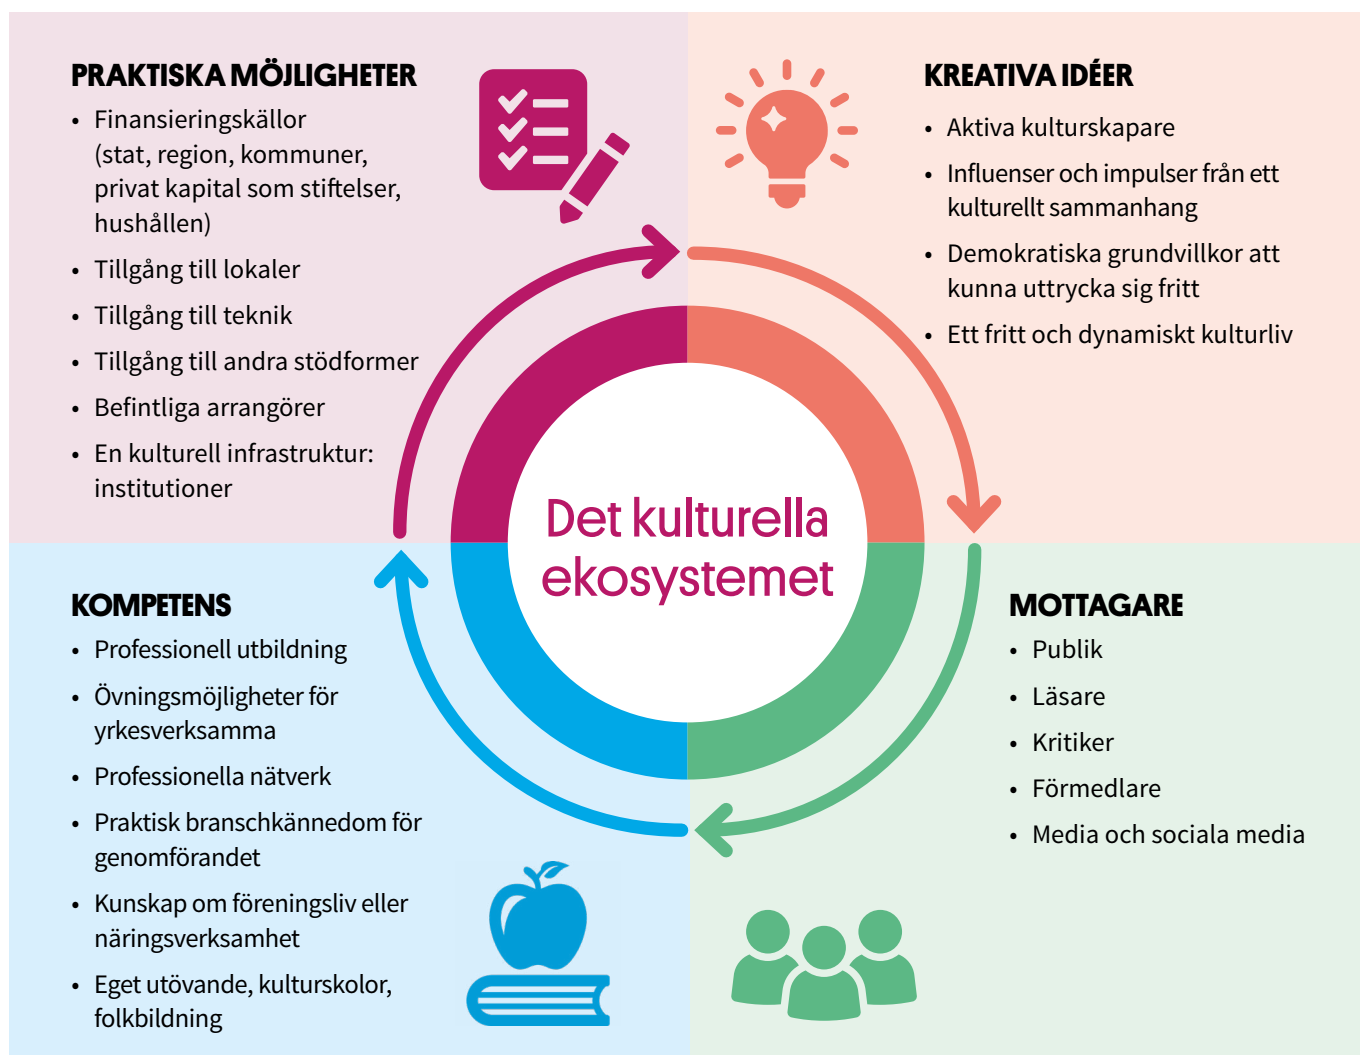 PRAKTISKA MÖJLIGHETER
• Finansieringskällor
(stat, region, kommuner,
privat kapital som stiftelser,
hushållen)
• Tillgång till lokaler
• Tillgång till teknik
• Tillgång till andra stödformer
• Befintliga arrangörer
• En kulturell infrastruktur:
institutioner
KREATIVA IDÉER
• Aktiva kulturskapare
• Influenser och impulser från ett
kulturellt sammanhang
• Demokratiska grundvillkor att
kunna uttrycka sig fritt
• Ett fritt och dynamiskt kulturliv
Det kulturella
ekosystemet
KOMPETENS
• Professionell utbildning
• Övningsmöjligheter för
yrkesverksamma
• Professionella nätverk
• Praktisk branschkännedom för
genomförandet
• Kunskap om föreningsliv eller
näringsverksamhet
• Eget utövande, kulturskolor,
folkbildning
MOTTAGARE
• Publik
• Läsare
• Kritiker
• Förmedlare
• Media och sociala media